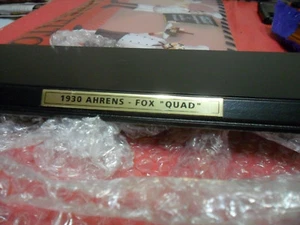 1930 AHRENS - FOX "QUAD"